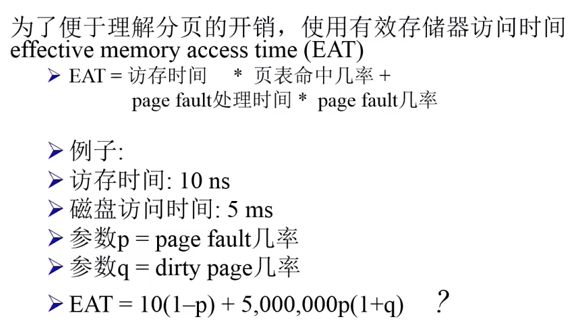 为了便于理解分页的开销，使用有效存储器访问时间
effective memory access time (EAT)
➢ EAT = 访存时间 * 页表命中几率 +
page fault处理时间 * page fault几率
➢ 例子:
➢ 访存时间: 10 ns
➢ 磁盘访问时间: 5 ms
➢ 参数p = page fault几率
➢ 参数q = dirty page几率
➢ EAT = 10(1–p) + 5,000,000p(1+q) ?